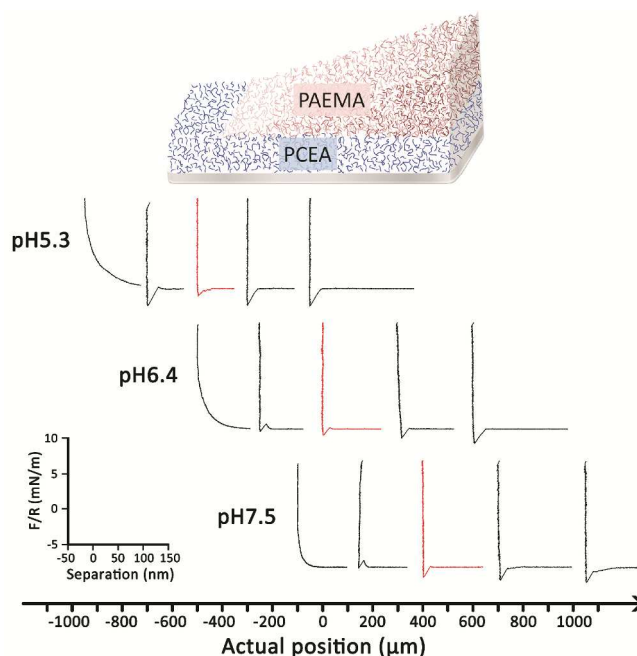 PAEMA
PCEA
pH5.3
pH6.4
pH7.5
F/R (mN/m)
10
5
0
-5
-50 0 50 100 150
Separation (nm)
-1000 -800 -600 -400 -200 0 200 400 600 800 1000
Actual position (μm)